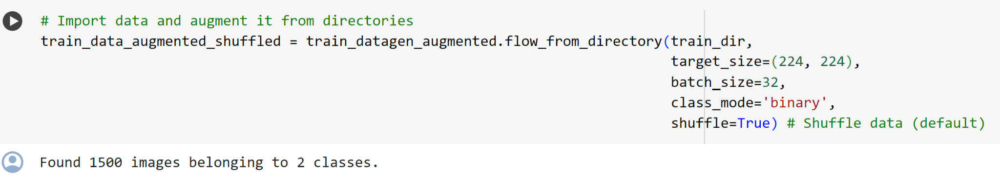 # Import data and augment it from directories
train_data_augmented_shuffled = train_datagen_augmented.flow_from_directory(train_dir,
target_size=(224, 224),
batch_size=32,
class_mode='binary',
shuffle=True) # Shuffle data (default)
Found 1500 images belonging to 2 classes.